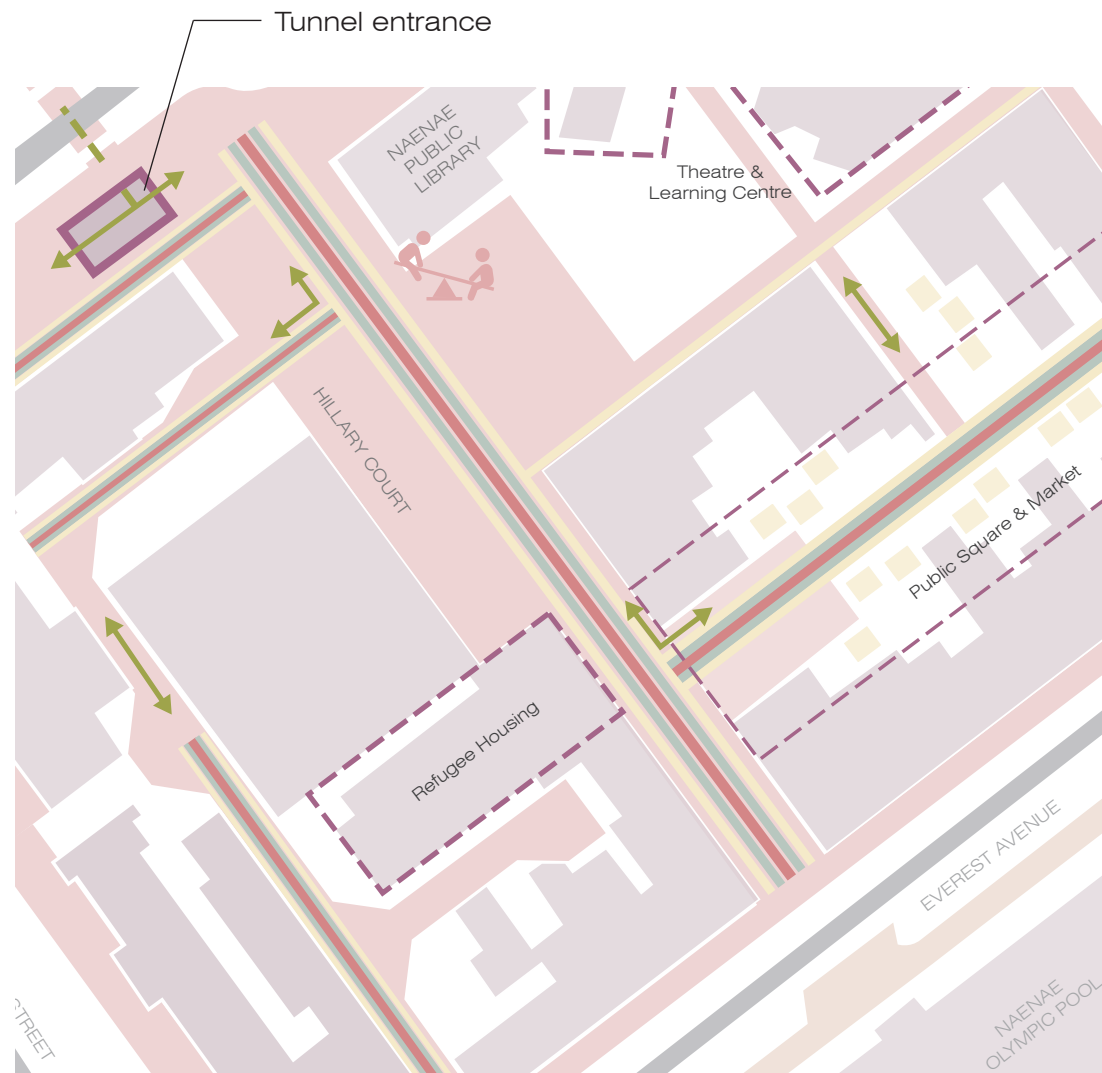 Tunnel entrance
NAENAE
PUBLIC
LIBRARY
Theatre &
Learning Centre
HILLARY COURT
Public Square & Market
Refugee Housing
EVEREST AVENUE
NAENAE
OLYMPIC POOL
STREET